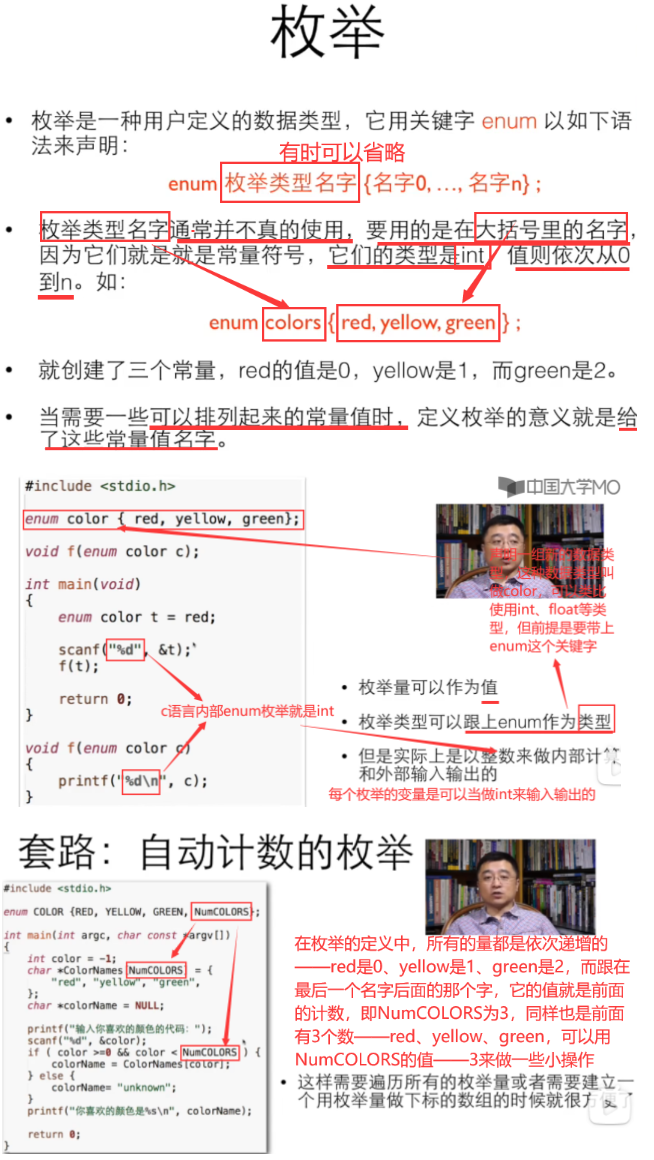 枚举
• 枚举是一种用户定义的数据类型，它用关键字 enum 以如下语
法来声明：
有时可以省略
enum 枚举类型名字 {名字0, …, 名字n} ;
• 枚举类型名字通常并不真的使用，要用的是在大括号里的名字，
因为它们就是就是常量符号，它们的类型是int，值则依次从0
到n。如：
enum colors { red, yellow, green } ;
• 就创建了三个常量，red的值是0，yellow是1，而green是2。
• 当需要一些可以排列起来的常量值时，定义枚举的意义就是给
了这些常量值名字。
#include <stdio.h>
enum color { red, yellow, green};
void f(enum color c);
int main(void)
{
    enum color t = red;
    scanf("%d", &t);
    f(t);
    return 0;
}
void f(enum color c)
{
    printf("%d\n", c);
}
c语言内部enum枚举就是int
中国大学MO
新的数据类
color，可以
使用int、float等类
型，但前提是要带上
enum这个关键字
• 枚举量可以作为值
• 枚举类型可以跟上enum作为类型
• 但是实际上是以整数来做内部计算
和外部输入输出的
每个枚举的变量是可以当做int来输入输出的
套路：自动计数的枚举
#include <stdio.h>
enum COLOR {RED, YELLOW, GREEN, NumCOLORS};
int main(int argc, char const *argv[])
{
    int color = -1;
    char *ColorNames[NumCOLORS] = {
        "red", "yellow", "green",
    };
    char *colorName = NULL;
    printf("输入你喜欢的颜色的代码：");
    scanf("%d", &color);
    if ( color >=0 && color < NumCOLORS ) {
        colorName = ColorNames[color];
    } else {
        colorName= "unknown";
    }
    printf("你喜欢的颜色是%s\n", colorName);
    return 0;
}
在枚举的定义中，所有的量都是依次递增的
——red是0、yellow是1、green是2，而跟在
最后一个名字后面的那个字，它的值就是前面
的计数，即NumCOLORS为3，同样也是前面
有3个数——red、yellow、green，可以用
NumCOLORS的值——3来做一些小操作
• 这样需要遍历所有的枚举量或者需要建立一
个用枚举量做下标的数组的时候就很方便了